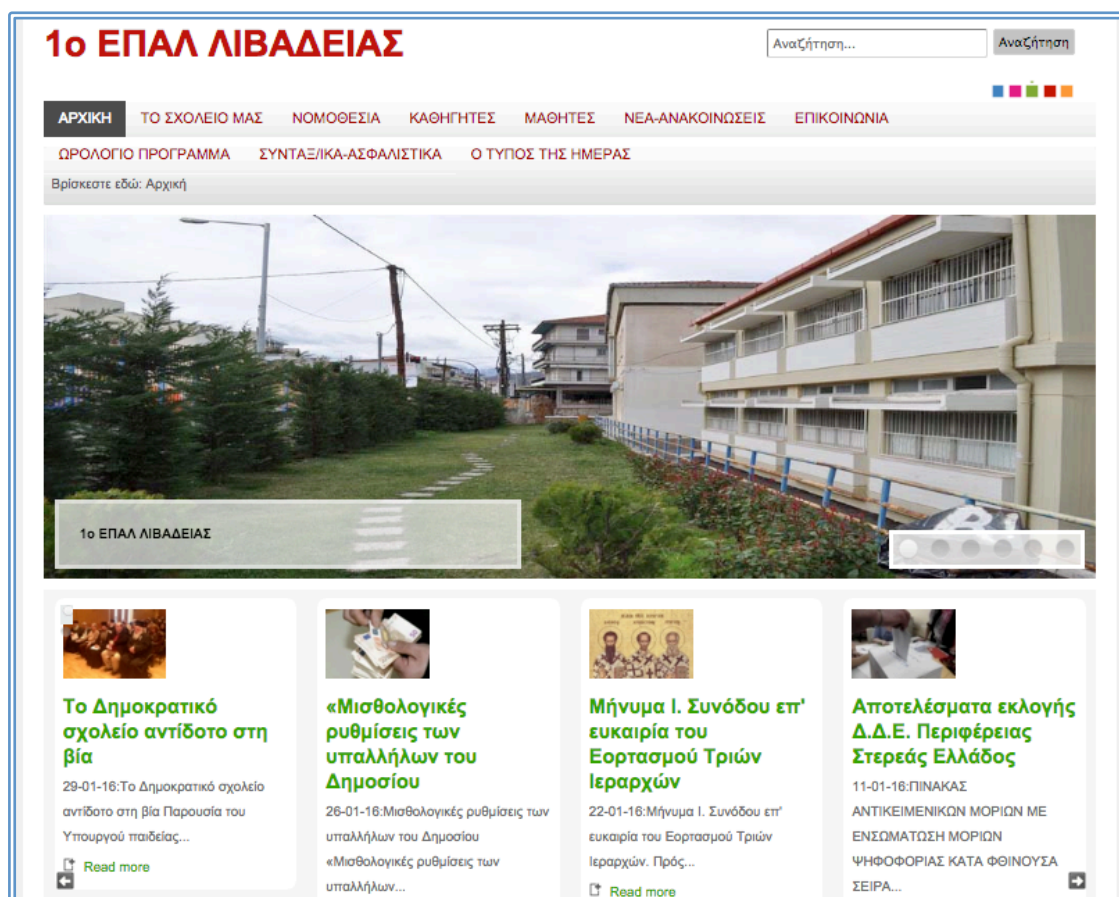 1ο ΕΠΑΛ ΛΙΒΑΔΕΙΑΣ
Αναζήτηση...
Αναζήτηση
ΑΡΧΙΚΗ ΤΟ ΣΧΟΛΕΙΟ ΜΑΣ ΝΟΜΟΘΕΣΙΑ ΚΑΘΗΓΗΤΕΣ ΜΑΘΗΤΕΣ ΝΕΑ-ΑΝΑΚΟΙΝΩΣΕΙΣ ΕΠΙΚΟΙΝΩΝΙΑ
ΩΡΟΛΟΓΙΟ ΠΡΟΓΡΑΜΜΑ ΣΥΝΤΑΞ/ΙΚΑ-ΑΣΦΑΛΙΣΤΙΚΑ Ο ΤΥΠΟΣ ΤΗΣ ΗΜΕΡΑΣ
Βρίσκεστε εδώ: Αρχική
1ο ΕΠΑΛ ΛΙΒΑΔΕΙΑΣ
Το Δημοκρατικό
σχολείο αντίδοτο στη
βία
29-01-16:Το Δημοκρατικό σχολείο
αντίδοτο στη βία Παρουσία του
Υπουργού παιδείας...
Read more
«Μισθολογικές
ρυθμίσεις των
υπαλλήλων του
Δημοσίου
26-01-16:Μισθολογικές ρυθμίσεις των
υπαλλήλων του Δημοσίου
«Μισθολογικές ρυθμίσεις των
υπαλλήλων...
Μήνυμα Ι. Συνόδου επ'
ευκαιρία του
Εορτασμού Τριών
Ιεραρχών
22-01-16:Μήνυμα Ι. Συνόδου επ'
ευκαιρία του Εορτασμού Τριών
Ιεραρχών. Πρός...
Read more
Αποτελέσματα εκλογής
Δ.Δ.Ε. Περιφέρειας
Στερεάς Ελλάδος
11-01-16:ΠΙΝΑΚΑΣ
ΑΝΤΙΚΕΙΜΕΝΙΚΩΝ ΜΟΡΙΩΝ ΜΕ
ΕΝΣΩΜΑΤΩΣΗ ΜΟΡΙΩΝ
ΨΗΦΟΦΟΡΙΑΣ ΚΑΤΑ ΦΘΙΝΟΥΣΑ
ΣΕΙΡΑ...